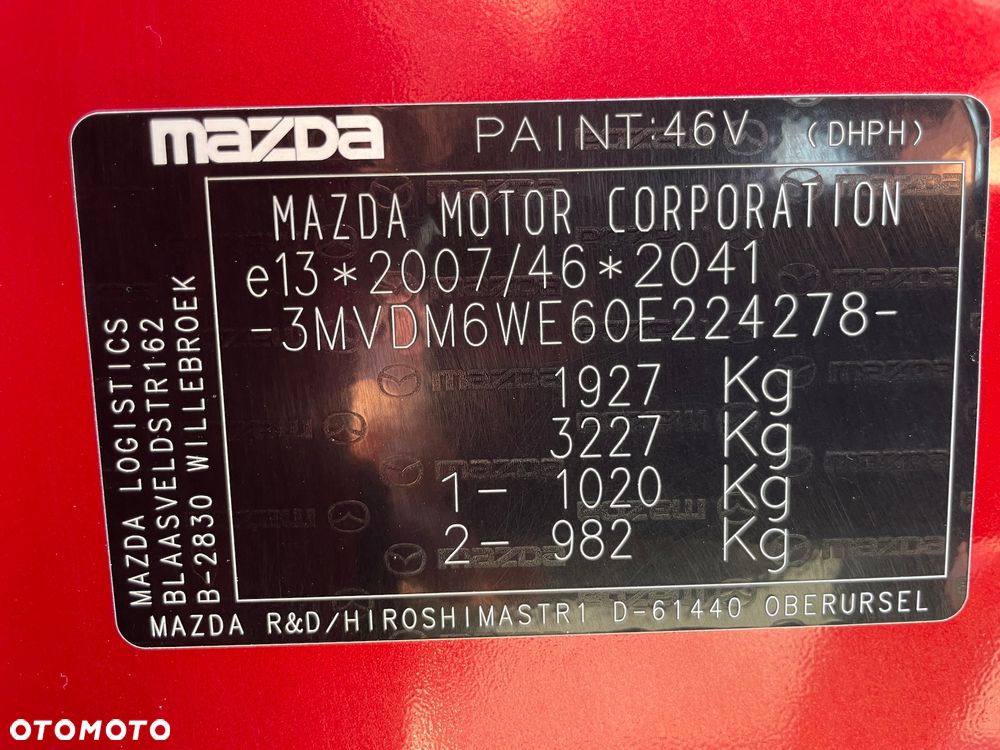 mazda PAINT:46V (DHPH)
MAZDA MOTOR CORPORATION
e13*2007/46*2041
-3MVDM6WE60E224278-
1927 Kg
3227 Kg
1- 1020 Kg
2- 982 Kg
MAZDA LOGISTICS
BLAASVELDSTR162
B-2830 WILLEBROEK
MAZDA R&D/HIROSHIMASTR1 D-61440 OBERURSEL
OTOMOTO